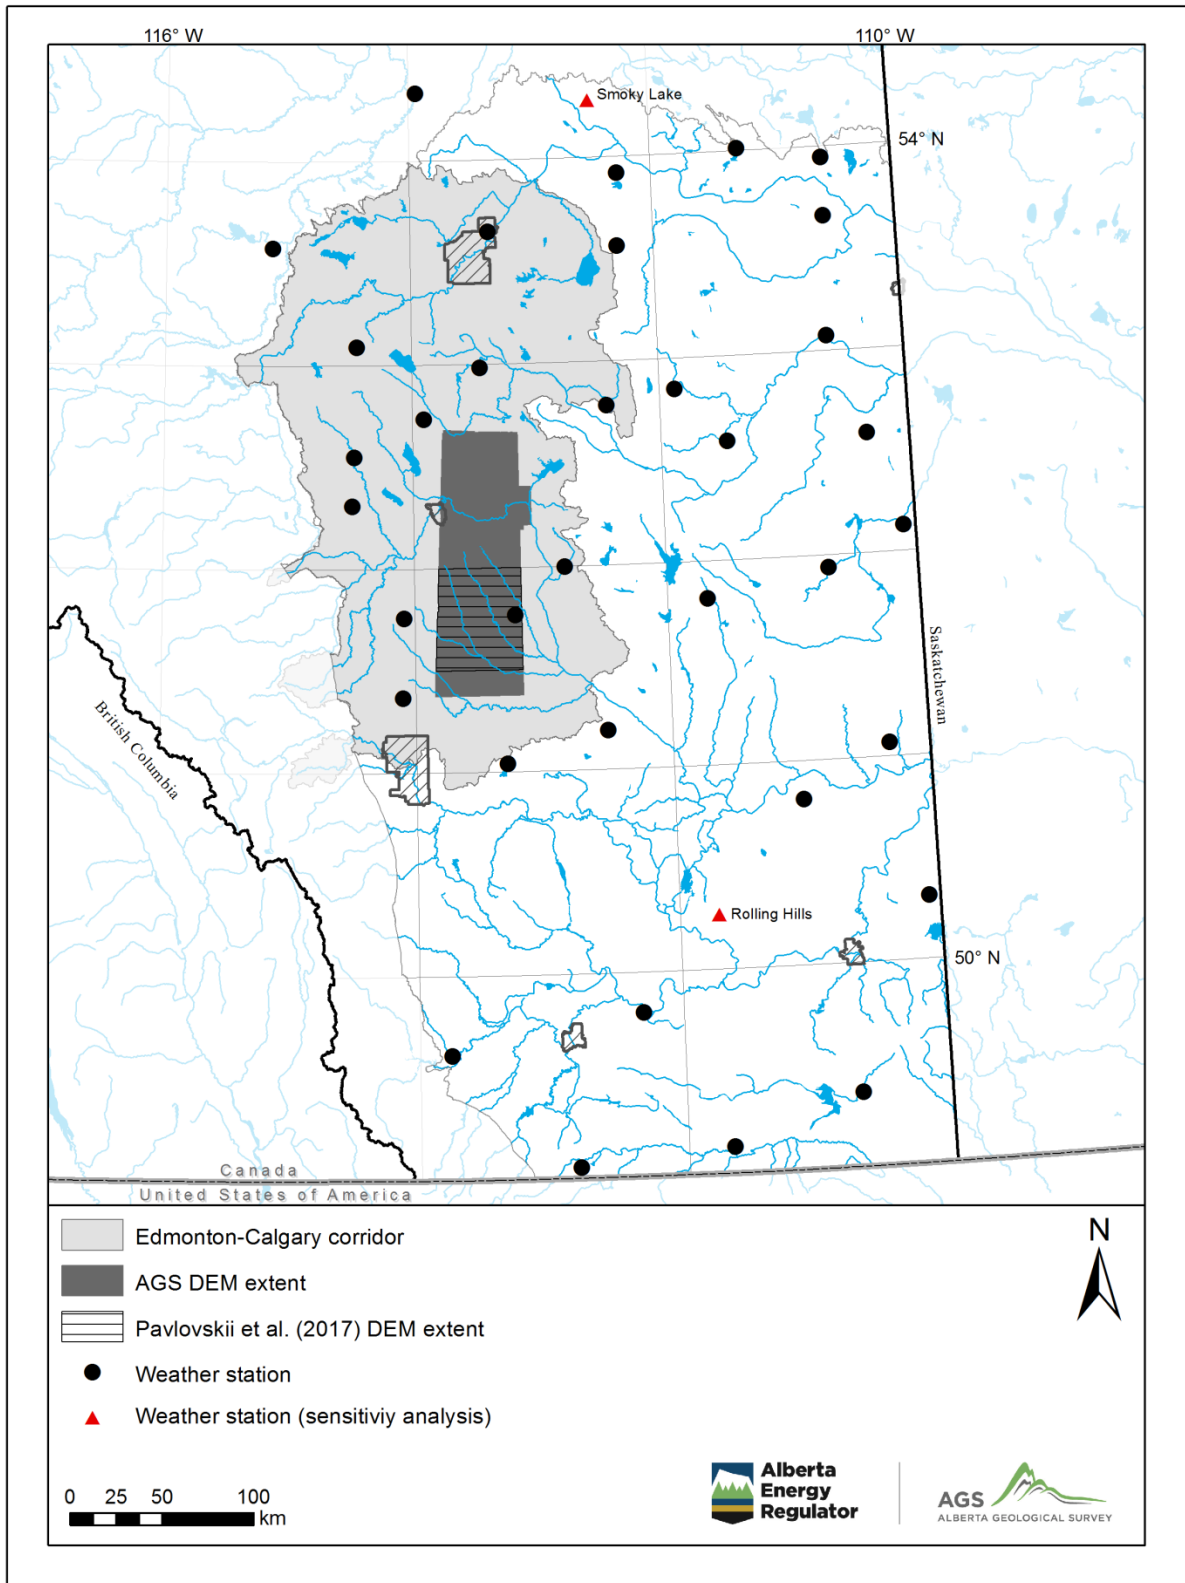 116° W
110° W
Smoky Lake
54° N
Saskatchewan
British Columbia
Rolling Hills
50° N
Canada
United States of America
Edmonton-Calgary corridor
N
AGS DEM extent
Pavlovskii et al. (2017) DEM extent
Weather station
Weather station (sensitiviy analysis)
0 25 50 100
km
Alberta
Energy
Regulator
AGS
ALBERTA GEOLOGICAL SURVEY